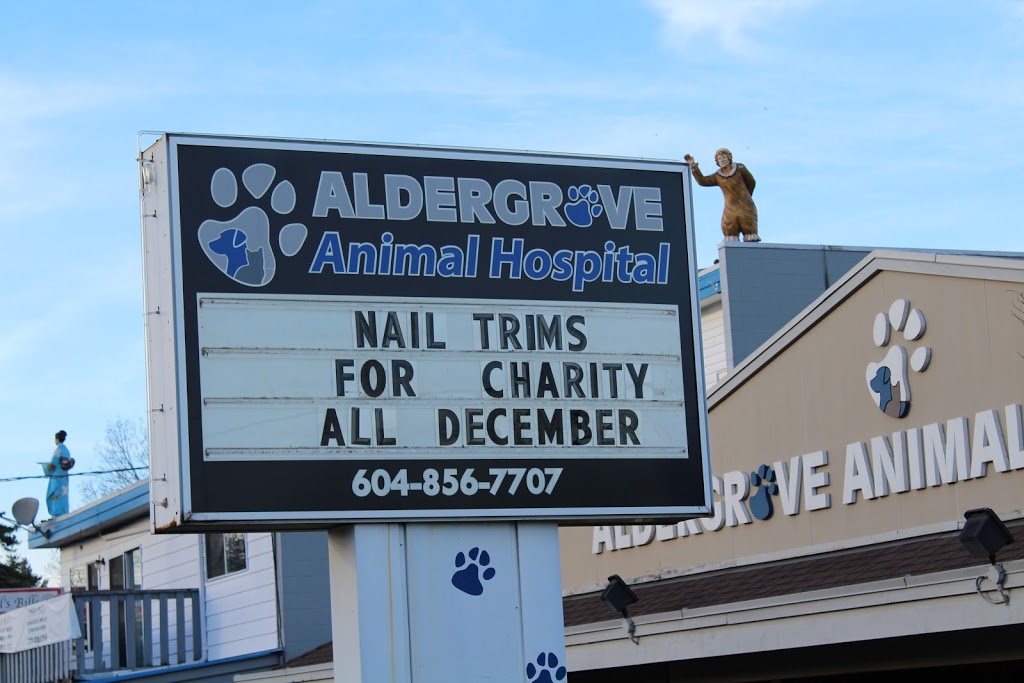 ALDERGROVE
Animal Hospital
NAIL TRIMS
FOR CHARITY
ALL DECEMBER
604-856-7707
ALDERGROVE ANIMAL